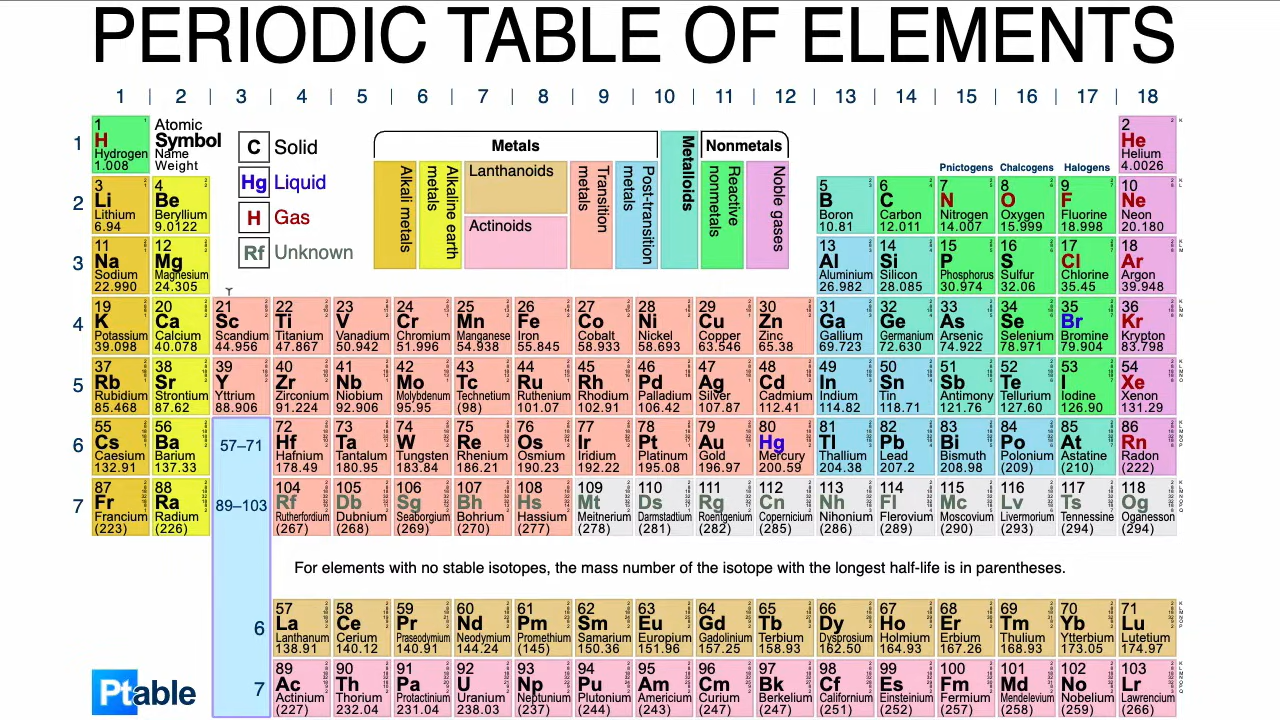 PERIODIC TABLE OF ELEMENTS
1 | 2 | 3 | 4 | 5 | 6 | 7 | 8 | 9 | 10 | 11 | 12 | 13 | 14 | 15 | 16 | 17 | 18
1
1 H Hydrogen 1.008
Atomic
Symbol
Name
Weight
C Solid
Hg Liquid
H Gas
Rf Unknown
Metals
Metalloids
Nonmetals
Alkali metals
Alkaline earth metals
Lanthanoids
Actinoids
Transition metals
Post-transition metals
Reactive nonmetals
Noble gases
Pnictogens
Chalcogens
Halogens
2 He Helium 4.0026
2
3 Li Lithium 6.94
4 Be Beryllium 9.0122
5 B Boron 10.81
6 C Carbon 12.011
7 N Nitrogen 14.007
8 O Oxygen 15.999
9 F Fluorine 18.998
10 Ne Neon 20.180
3
11 Na Sodium 22.990
12 Mg Magnesium 24.305
13 Al Aluminium 26.982
14 Si Silicon 28.085
15 P Phosphorus 30.974
16 S Sulfur 32.06
17 Cl Chlorine 35.45
18 Ar Argon 39.948
4
19 K Potassium 39.098
20 Ca Calcium 40.078
21 Sc Scandium 44.956
22 Ti Titanium 47.867
23 V Vanadium 50.942
24 Cr Chromium 51.996
25 Mn Manganese 54.938
26 Fe Iron 55.845
27 Co Cobalt 58.933
28 Ni Nickel 58.693
29 Cu Copper 63.546
30 Zn Zinc 65.38
31 Ga Gallium 69.723
32 Ge Germanium 72.630
33 As Arsenic 74.922
34 Se Selenium 78.971
35 Br Bromine 79.904
36 Kr Krypton 83.798
5
37 Rb Rubidium 85.468
38 Sr Strontium 87.62
39 Y Yttrium 88.906
40 Zr Zirconium 91.224
41 Nb Niobium 92.906
42 Mo Molybdenum 95.95
43 Tc Technetium (98)
44 Ru Ruthenium 101.07
45 Rh Rhodium 102.91
46 Pd Palladium 106.42
47 Ag Silver 107.87
48 Cd Cadmium 112.41
49 In Indium 114.82
50 Sn Tin 118.71
51 Sb Antimony 121.76
52 Te Tellurium 127.60
53 I Iodine 126.90
54 Xe Xenon 131.29
6
55 Cs Caesium 132.91
56 Ba Barium 137.33
57–71
72 Hf Hafnium 178.49
73 Ta Tantalum 180.95
74 W Tungsten 183.84
75 Re Rhenium 186.21
76 Os Osmium 190.23
77 Ir Iridium 192.22
78 Pt Platinum 195.08
79 Au Gold 196.97
80 Hg Mercury 200.59
81 Tl Thallium 204.38
82 Pb Lead 207.2
83 Bi Bismuth 208.98
84 Po Polonium (209)
85 At Astatine (210)
86 Rn Radon (222)
7
87 Fr Francium (223)
88 Ra Radium (226)
89–103
104 Rf Rutherfordium (267)
105 Db Dubnium (268)
106 Sg Seaborgium (269)
107 Bh Bohrium (270)
108 Hs Hassium (277)
109 Mt Meitnerium (278)
110 Ds Darmstadtium (281)
111 Rg Roentgenium (282)
112 Cn Copernicium (285)
113 Nh Nihonium (286)
114 Fl Flerovium (289)
115 Mc Moscovium (290)
116 Lv Livermorium (293)
117 Ts Tennessine (294)
118 Og Oganesson (294)
For elements with no stable isotopes, the mass number of the isotope with the longest half-life is in parentheses.
6
57 La Lanthanum 138.91
58 Ce Cerium 140.12
59 Pr Praseodymium 140.91
60 Nd Neodymium 144.24
61 Pm Promethium (145)
62 Sm Samarium 150.36
63 Eu Europium 151.96
64 Gd Gadolinium 157.25
65 Tb Terbium 158.93
66 Dy Dysprosium 162.50
67 Ho Holmium 164.93
68 Er Erbium 167.26
69 Tm Thulium 168.93
70 Yb Ytterbium 173.05
71 Lu Lutetium 174.97
7
89 Ac Actinium (227)
90 Th Thorium 232.04
91 Pa Protactinium 231.04
92 U Uranium 238.03
93 Np Neptunium (237)
94 Pu Plutonium (244)
95 Am Americium (243)
96 Cm Curium (247)
97 Bk Berkelium (247)
98 Cf Californium (251)
99 Es Einsteinium (252)
100 Fm Fermium (257)
101 Md Mendelevium (258)
102 No Nobelium (259)
103 Lr Lawrencium (266)
Ptable